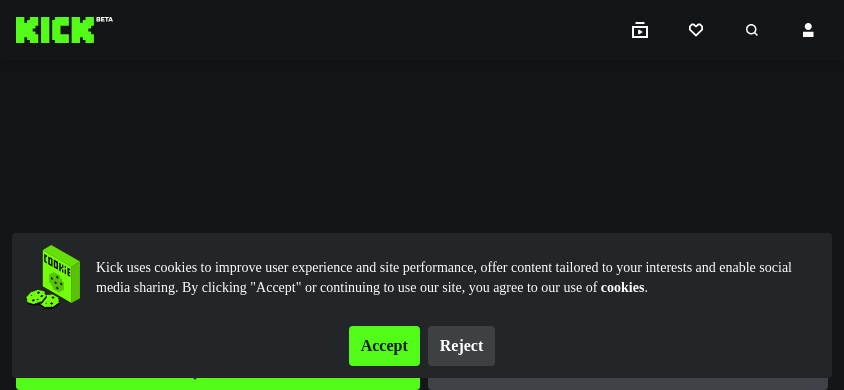 KICK BETA
COOKIE
Kick uses cookies to improve user experience and site performance, offer content tailored to your interests and enable social
media sharing. By clicking "Accept" or continuing to use our site, you agree to our use of cookies.
Accept Reject